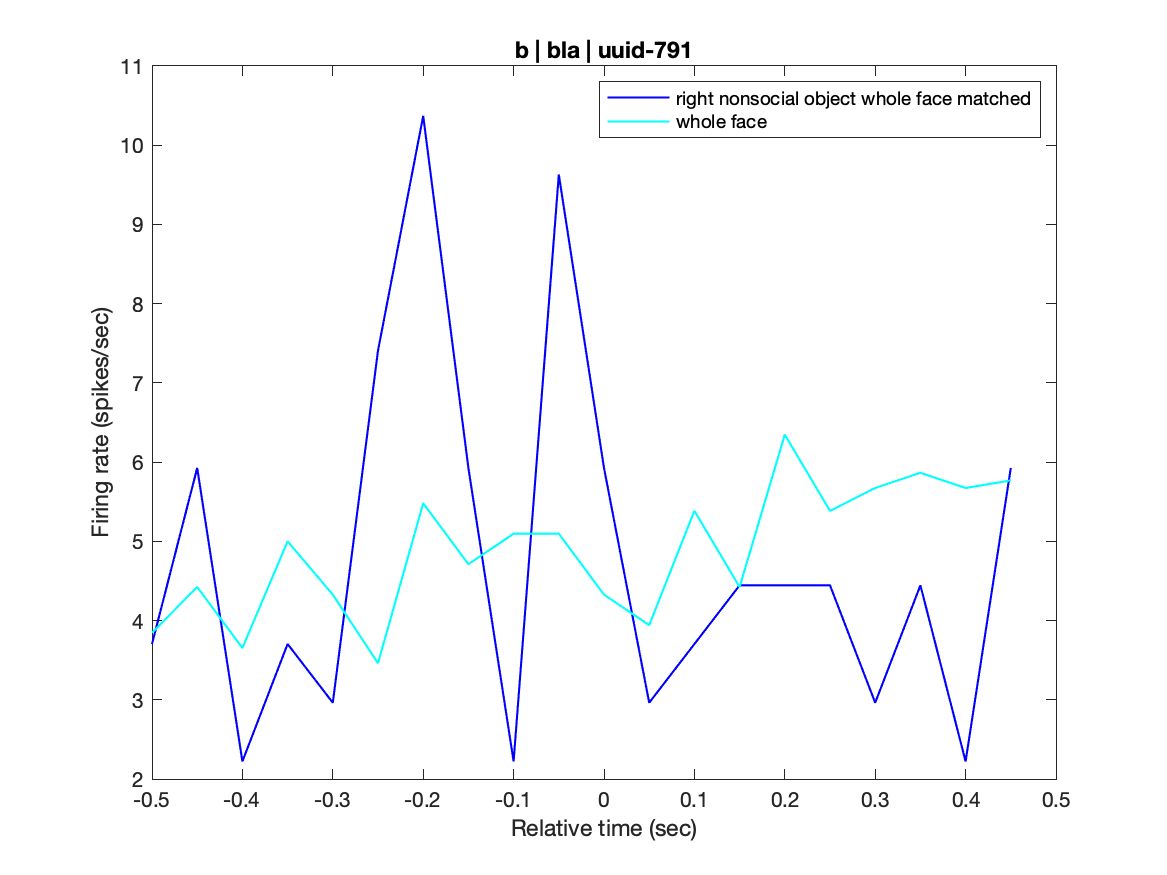 b | bla | uuid-791
right nonsocial object whole face matched
whole face
Firing rate (spikes/sec)
11
10
9
8
7
6
5
4
3
2
-0.5 -0.4 -0.3 -0.2 -0.1 0 0.1 0.2 0.3 0.4 0.5
Relative time (sec)